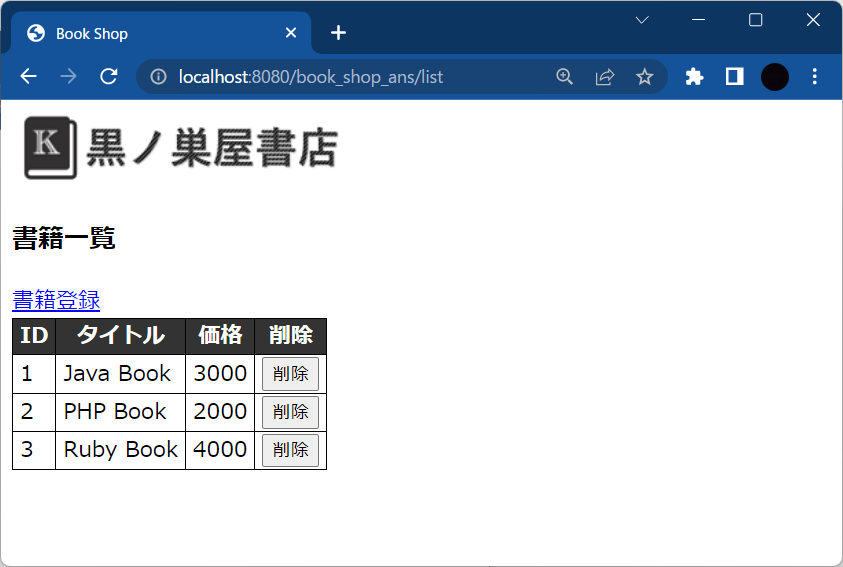 Book Shop
localhost:8080/book_shop_ans/list
K 黒ノ巣屋書店
書籍一覧
書籍登録
ID タイトル 価格 削除
1 Java Book 3000 削除
2 PHP Book 2000 削除
3 Ruby Book 4000 削除